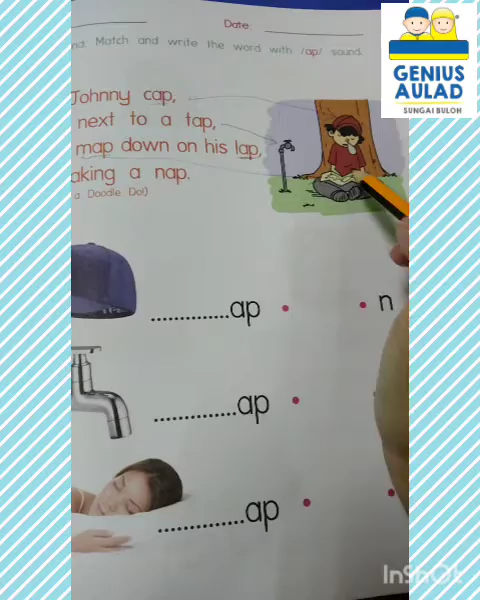 Date:
nd. Match and write the word with /ap/ sound.
GENIUS
AULAD
SUNGAI BULOH
Johnny cap,
next to a tap,
map down on his lap,
aking a nap.
a Doodle Do!)
..............ap
n
..............ap
..............ap
InShOt